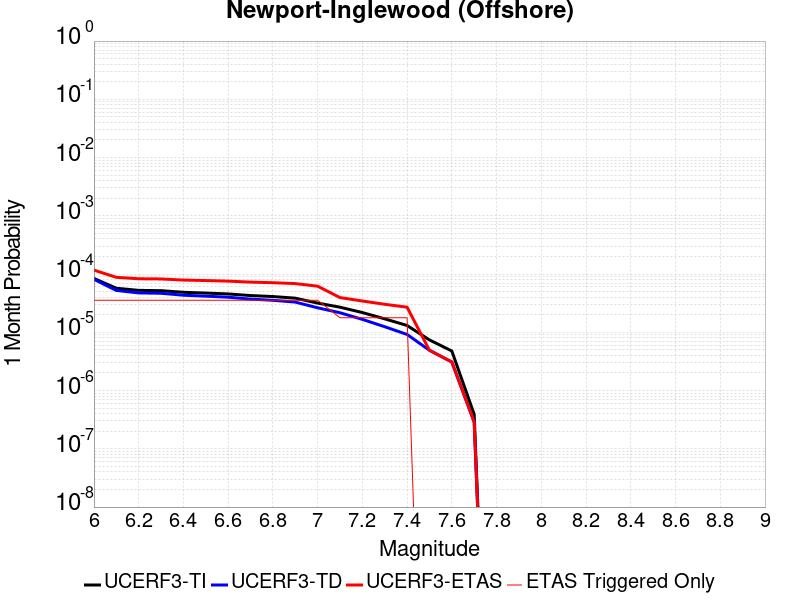 Newport-Inglewood (Offshore)
10^0
10^-1
10^-2
10^-3
10^-4
10^-5
10^-6
10^-7
10^-8
1 Month Probability
6 6.2 6.4 6.6 6.8 7 7.2 7.4 7.6 7.8 8 8.2 8.4 8.6 8.8 9
Magnitude
UCERF3-TI UCERF3-TD UCERF3-ETAS ETAS Triggered Only